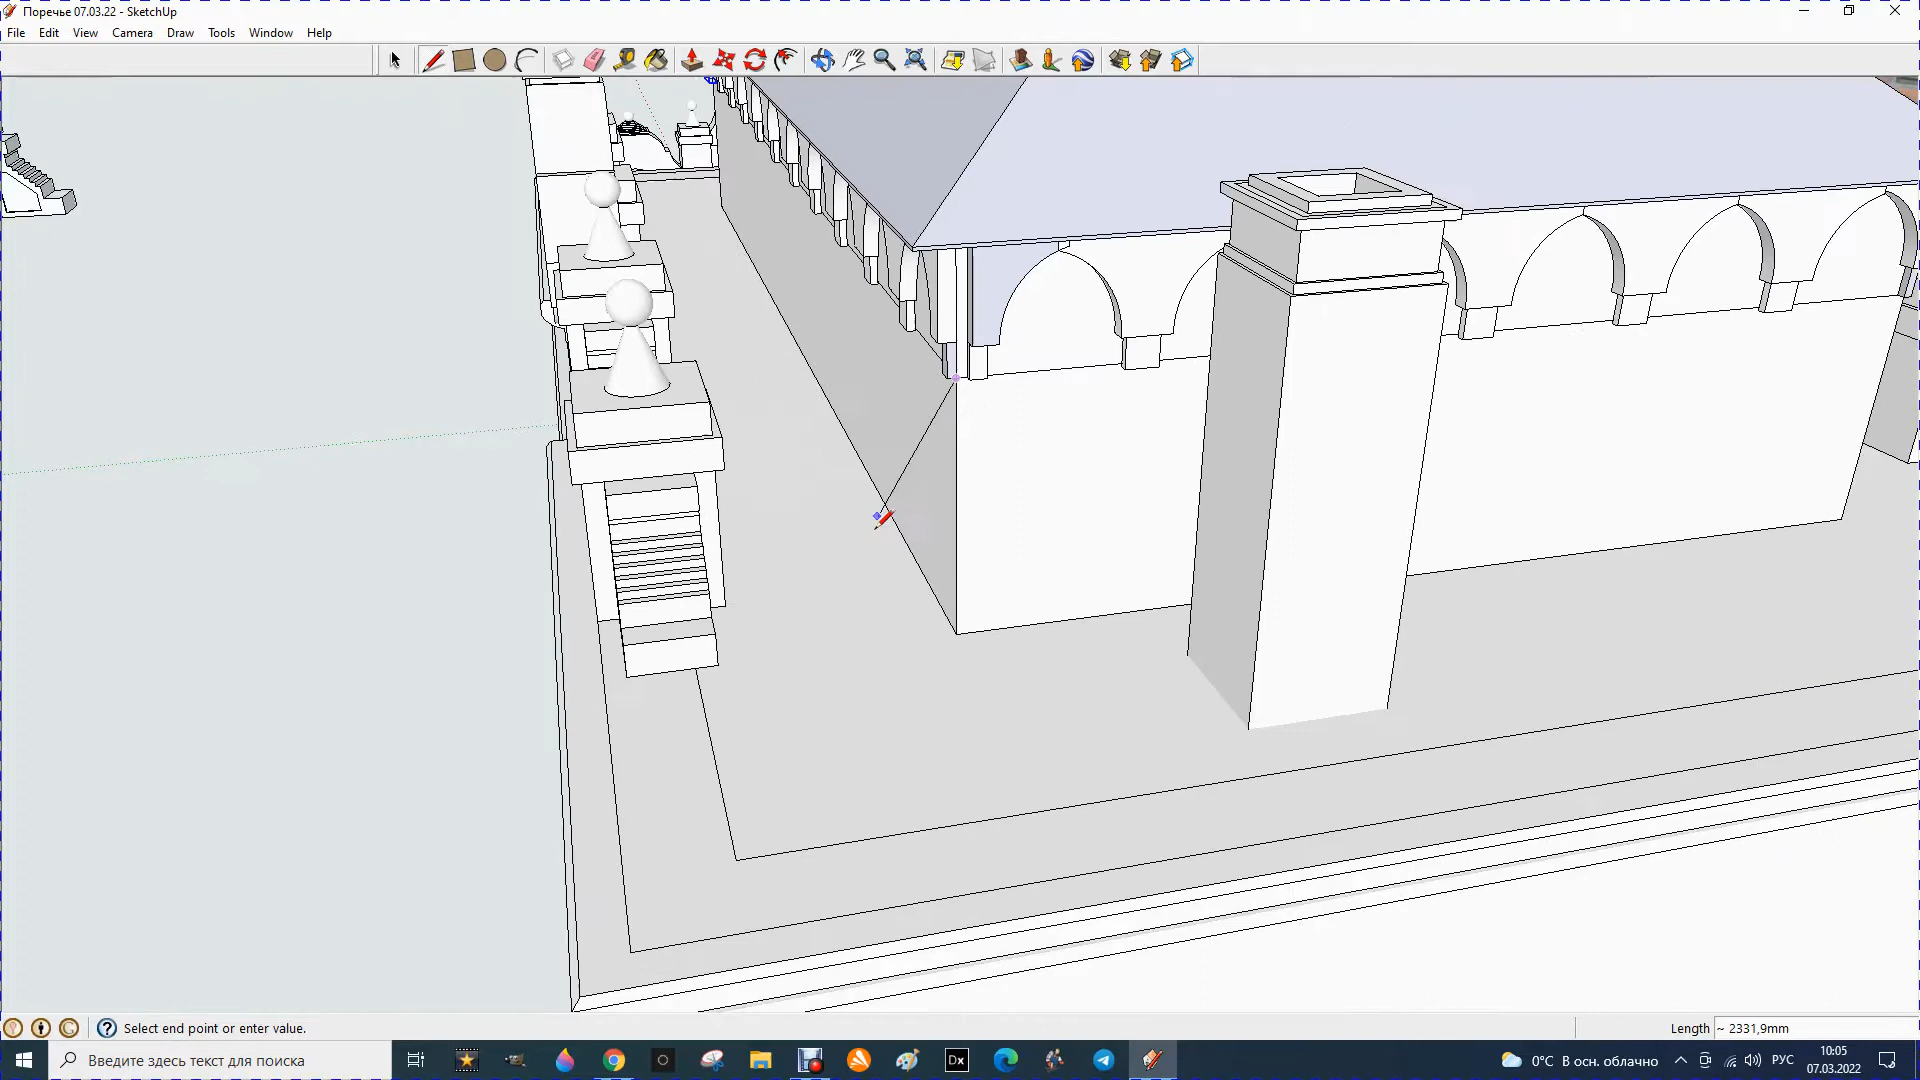 Поречье 07.03.22 - SketchUp
File Edit View Camera Draw Tools Window Help
Select end point or enter value.
Length ~ 2331,9mm
Введите здесь текст для поиска
Dx
0°C В осн. облачно
РУС
10:05
07.03.2022